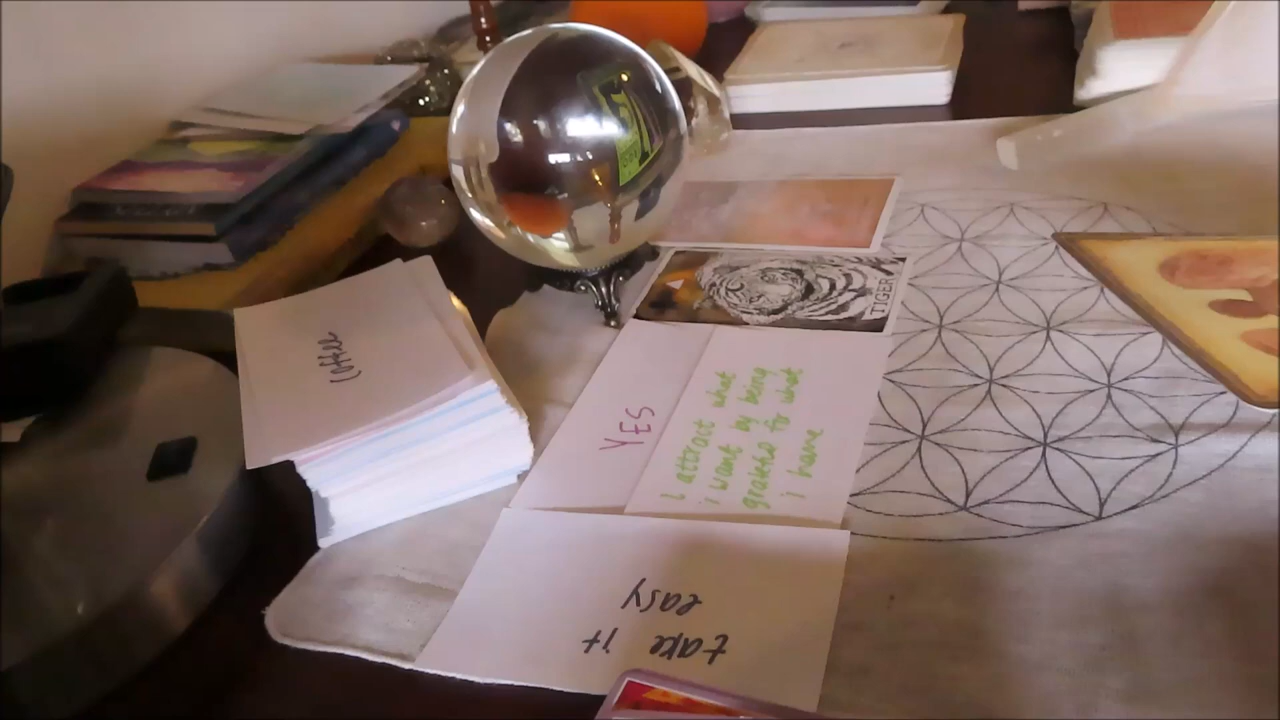 coffee
TIGER
YES
i attract what
i want by being
grateful for what
i have
take it
easy